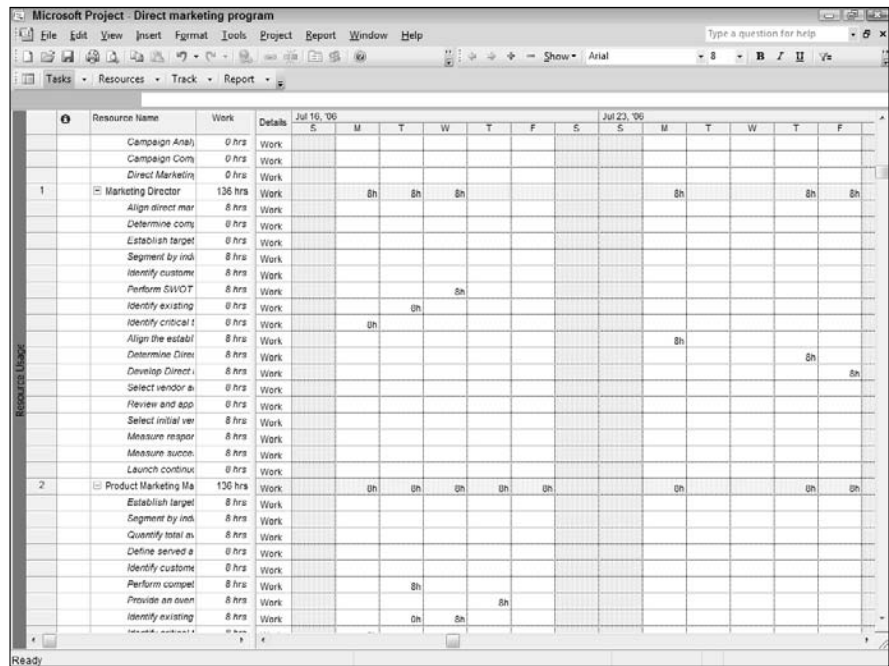 Microsoft Project - Direct marketing program
File Edit View Insert Format Tools Project Report Window Help Type a question for help
Show Arial 8 B I U
Tasks Resources Track Report
Resource Name Work Details Jul 16, '06 Jul 23, '06
S M T W T F S S M T W T F
Campaign Analy 0 hrs Work
Campaign Com 0 hrs Work
Direct Marketin 0 hrs Work
1 Marketing Director 136 hrs Work 8h 8h 8h 8h 8h 8h
Align direct mar 8 hrs Work
Determine comp 8 hrs Work
Establish target 8 hrs Work
Segment by indu 8 hrs Work
Identify custome 8 hrs Work
Perform SWOT 8 hrs Work 8h
Identify existing 8 hrs Work 8h
Identify critical t 8 hrs Work 8h
Align the establ 8 hrs Work 8h
Determine Direc 8 hrs Work 8h
Develop Direct 8 hrs Work 8h
Select vendor a 8 hrs Work
Review and app 8 hrs Work
Select initial ver 8 hrs Work
Measure respor 8 hrs Work
Measure succe 8 hrs Work
Launch continu 8 hrs Work
2 Product Marketing Ma 136 hrs Work 8h 8h 8h 8h 8h 8h 8h 8h
Establish target 8 hrs Work
Segment by indu 8 hrs Work
Quantify total av 8 hrs Work
Define served a 8 hrs Work
Identify custome 8 hrs Work
Perform compet 8 hrs Work 8h
Provide an over 8 hrs Work 8h
Identify existing 8 hrs Work 8h 8h
Resource Usage
Ready